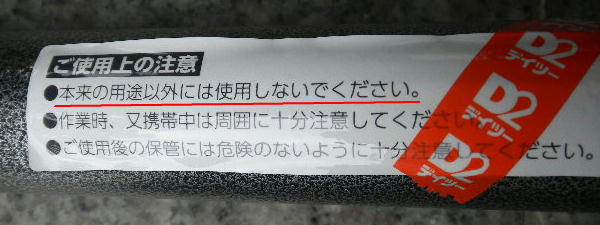 ご使用上の注意
●本来の用途以外には使用しないでください。
●作業時、又携帯中は周囲に十分注意してください。
●ご使用後の保管には危険のないように十分注意してください。
D2
デイツー
D2
デイツー
D2
デイツー